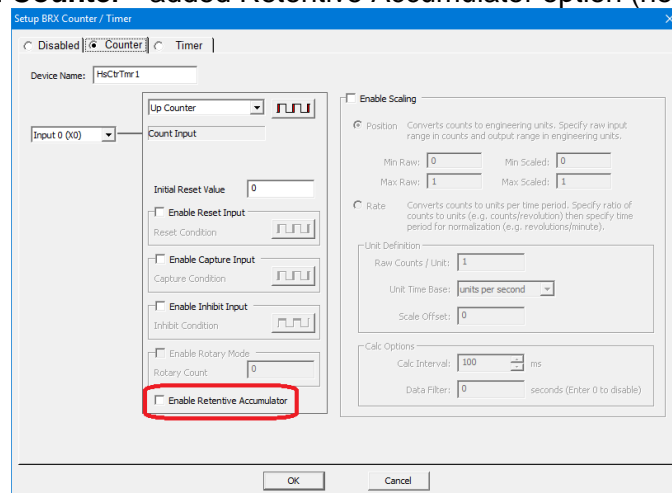 Counter - added Retentive Accumulator option
Setup BRX Counter / Timer
Disabled Counter Timer
Device Name: HsCtrTmr1
Up Counter
Input 0 (X0)
Count Input
Initial Reset Value 0
Enable Reset Input
Reset Condition
Enable Capture Input
Capture Condition
Enable Inhibit Input
Inhibit Condition
Enable Rotary Mode
Rotary Count 0
Enable Retentive Accumulator
Enable Scaling
Position Converts counts to engineering units. Specify raw input
range in counts and output range in engineering units.
Min Raw: 0 Min Scaled: 0
Max Raw: 1 Max Scaled: 1
Rate Converts counts to units per time period. Specify ratio of
counts to units (e.g. counts/revolution) then specify time
period for normalization (e.g. revolutions/minute).
Unit Definition
Raw Counts / Unit: 1
Unit Time Base: units per second
Scale Offset: 0
Calc Options
Calc Interval: 100 ms
Data Filter: 0 seconds (Enter 0 to disable)
OK Cancel